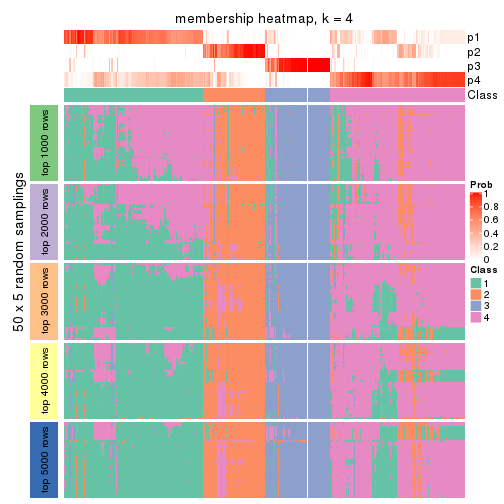 membership heatmap, k = 4
p1
p2
p3
p4
Class
50 x 5 random samplings
top 1000 rows
top 2000 rows
top 3000 rows
top 4000 rows
top 5000 rows
Prob
1
0.8
0.6
0.4
0.2
0
Class
1
2
3
4